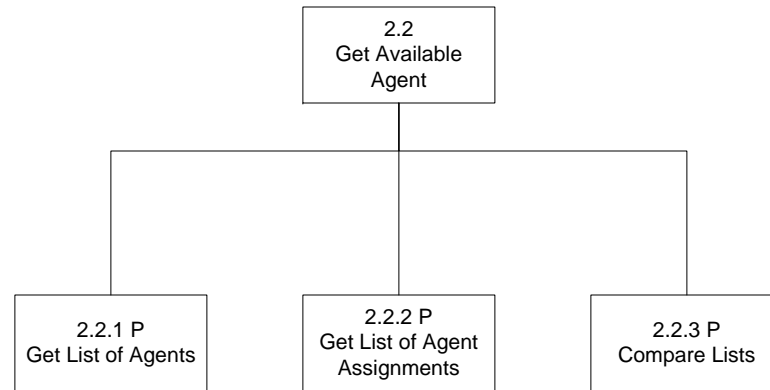 2.2
Get Available
Agent
2.2.1 P
Get List of Agents
2.2.2 P
Get List of Agent
Assignments
2.2.3 P
Compare Lists